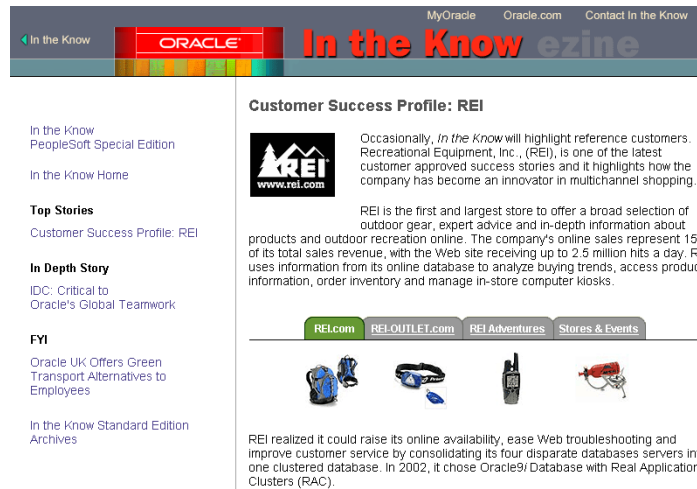 MyOracle Oracle.com Contact In the Know
In the Know
ORACLE
In the Know ezine
In the Know
PeopleSoft Special Edition
In the Know Home
Top Stories
Customer Success Profile: REI
In Depth Story
IDC: Critical to
Oracle's Global Teamwork
FYI
Oracle UK Offers Green
Transport Alternatives to
Employees
In the Know Standard Edition
Archives
Customer Success Profile: REI
REI
www.rei.com
Occasionally, In the Know will highlight reference customers.
Recreational Equipment, Inc., (REI), is one of the latest
customer approved success stories and it highlights how the
company has become an innovator in multichannel shopping.
REI is the first and largest store to offer a broad selection of
outdoor gear, expert advice and in-depth information about
products and outdoor recreation online. The company's online sales represent 15
of its total sales revenue, with the Web site receiving up to 2.5 million hits a day.
uses information from its online database to analyze buying trends, access
information, order inventory and manage in-store computer kiosks.
REI.com REI-OUTLET.com REI Adventures Stores & Events
REI realized it could raise its online availability, ease Web troubleshooting and
improve customer service by consolidating its four disparate databases servers
one clustered database. In 2002, it chose Oracle9i Database with Real Application
Clusters (RAC).